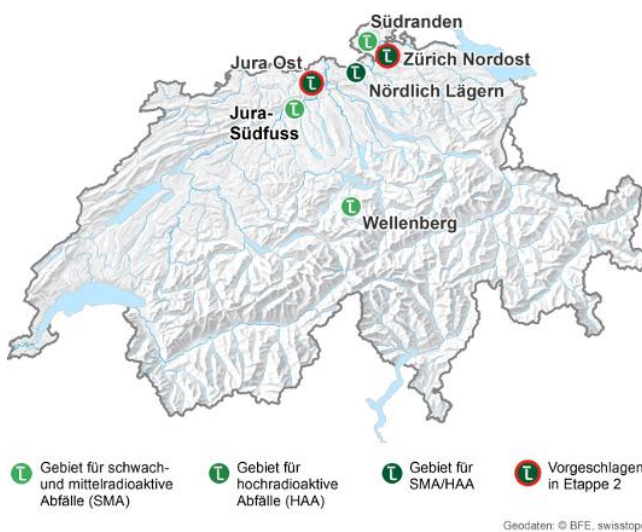 Südranden
Zürich Nordost
Jura Ost
Nördlich Lägern
Jura-
Südfuss
Wellenberg
Gebiet für schwach-
und mittelradioaktive
Abfälle (SMA)
Gebiet für
hochradioaktive
Abfälle (HAA)
Gebiet für
SMA/HAA
Vorgeschlagen
in Etappe 2
Geodaten: © BFE, swisstop